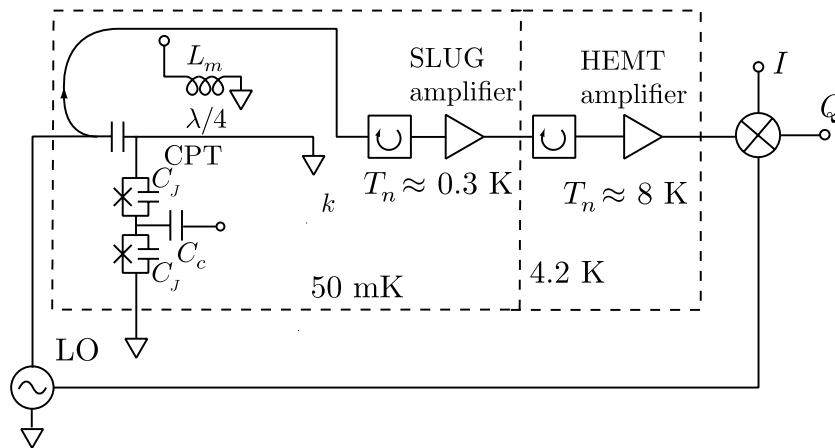 L_m
SLUG
amplifier
HEMT
amplifier
I
Q
λ/4
CPT
C_J
k
T_n ≈ 0.3 K
T_n ≈ 8 K
C_c
C_J
50 mK
4.2 K
LO